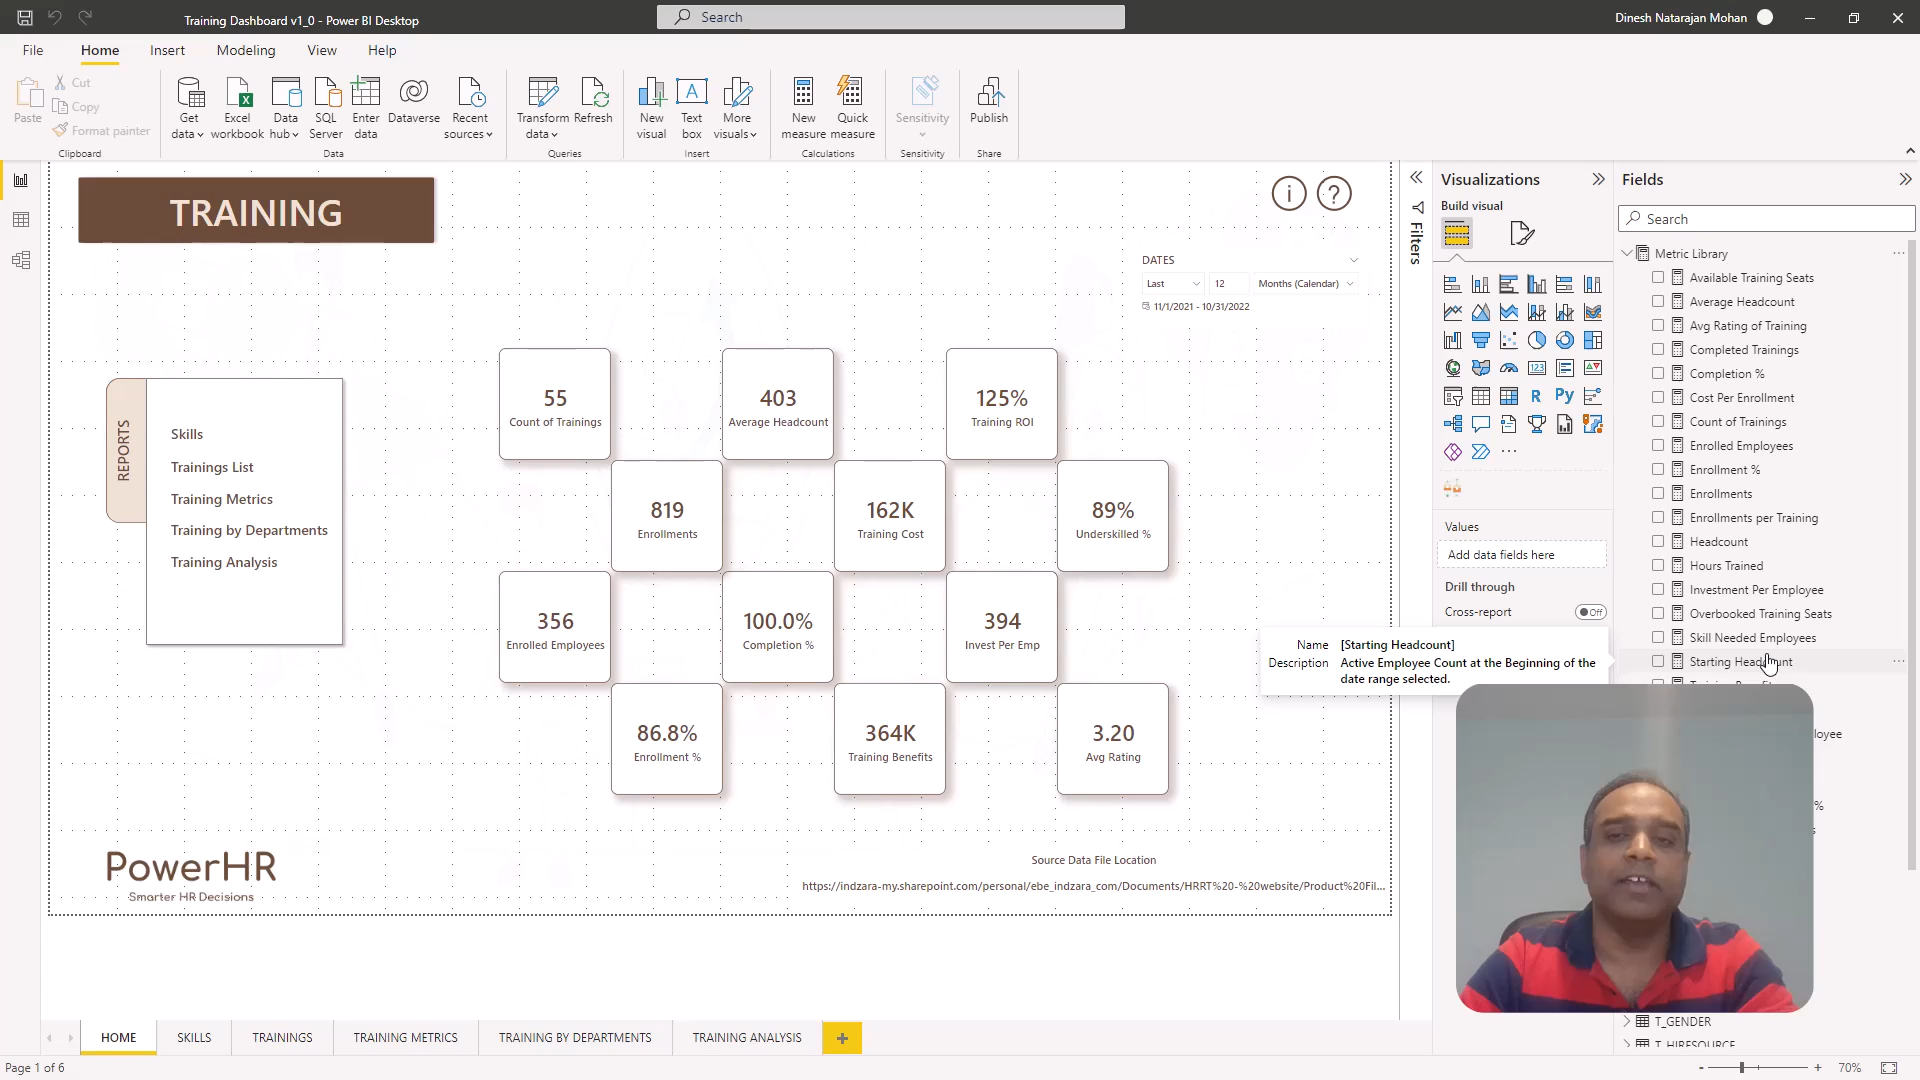 Training Dashboard v1_0 - Power BI Desktop
Search
Dinesh Natarajan Mohan
File
Home
Insert
Modeling
View
Help
Paste
Cut
Copy
Format painter
Clipboard
Get data
Excel workbook
Data hub
SQL Server
Enter data
Dataverse
Recent sources
Data
Transform data
Refresh
Queries
New visual
Text box
More visuals
Insert
New measure
Quick measure
Calculations
Sensitivity
Sensitivity
Publish
Share
TRAINING
i
?
DATES
Last
12
Months (Calendar)
11/1/2021 - 10/31/2022
REPORTS
Skills
Trainings List
Training Metrics
Training by Departments
Training Analysis
55
Count of Trainings
403
Average Headcount
125%
Training ROI
819
Enrollments
162K
Training Cost
89%
Underskilled %
356
Enrolled Employees
100.0%
Completion %
394
Invest Per Emp
86.8%
Enrollment %
364K
Training Benefits
3.20
Avg Rating
PowerHR
Smarter HR Decisions
Source Data File Location
https://indzara-my.sharepoint.com/personal/ebe_indzara_com/Documents/HRRT%20-%20website/Product%20Fil...
Filters
Visualizations
Build visual
R
Py
123
Values
Add data fields here
Drill through
Cross-report
Off
Name [Starting Headcount]
Description Active Employee Count at the Beginning of the
date range selected.
Fields
Search
Metric Library
Available Training Seats
Average Headcount
Avg Rating of Training
Completed Trainings
Completion %
Cost Per Enrollment
Count of Trainings
Enrolled Employees
Enrollment %
Enrollments
Enrollments per Training
Headcount
Hours Trained
Investment Per Employee
Overbooked Training Seats
Skill Needed Employees
Starting Headcount
%
T_GENDER
T_HIRESOURCE
HOME
SKILLS
TRAININGS
TRAINING METRICS
TRAINING BY DEPARTMENTS
TRAINING ANALYSIS
+
Page 1 of 6
- + 70%